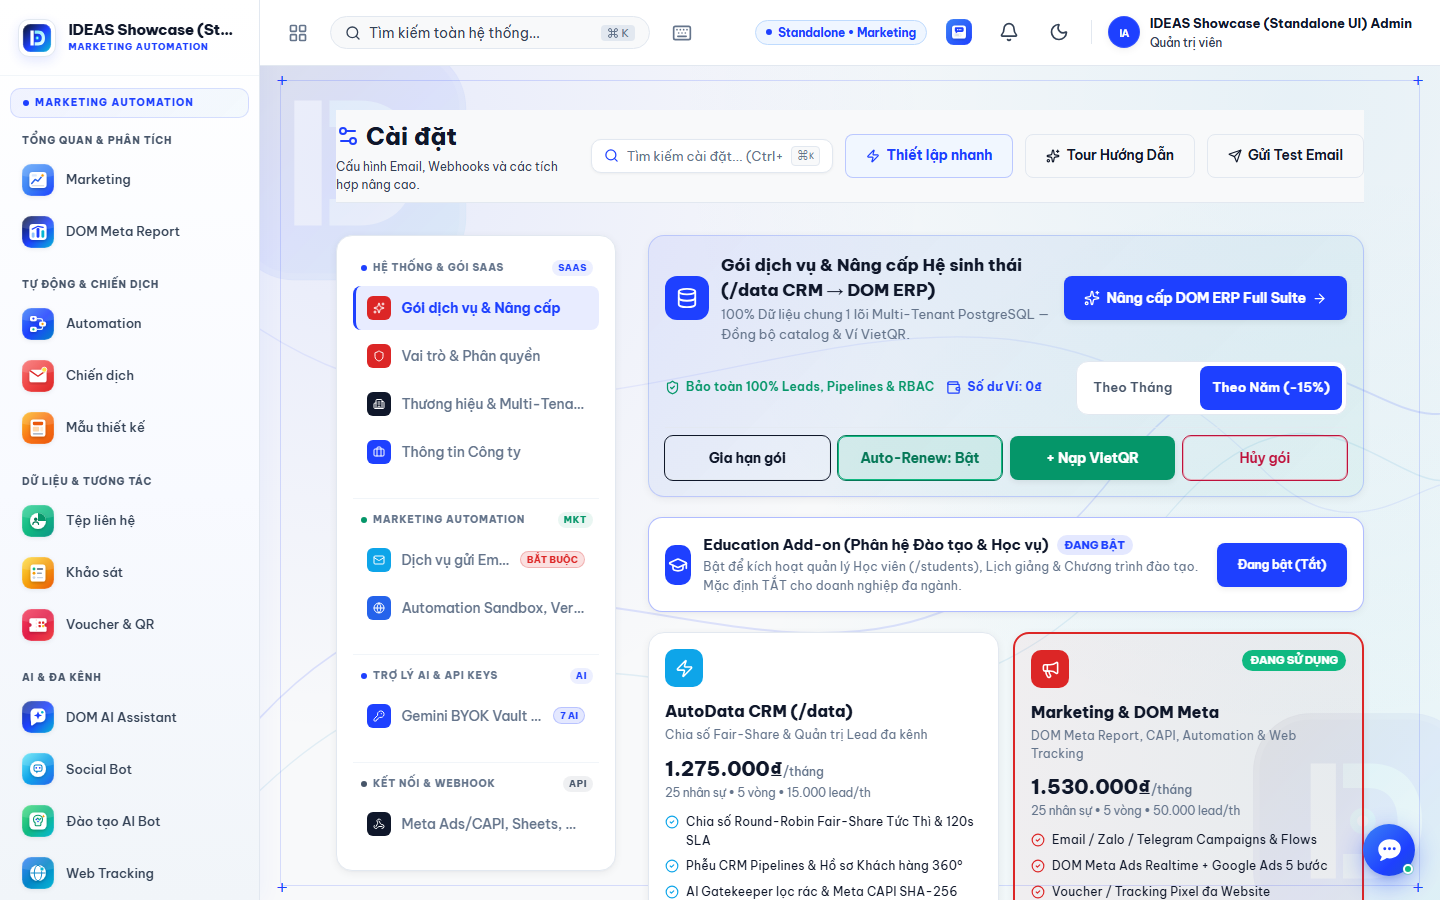 IDEAS Showcase (St...
MARKETING AUTOMATION
Tìm kiếm toàn hệ thống...
⌘ K
Standalone • Marketing
IA
IDEAS Showcase (Standalone UI) Admin
Quản trị viên
MARKETING AUTOMATION
TỔNG QUAN & PHÂN TÍCH
Marketing
DOM Meta Report
TỰ ĐỘNG & CHIẾN DỊCH
Automation
Chiến dịch
Mẫu thiết kế
DỮ LIỆU & TƯƠNG TÁC
Tệp liên hệ
Khảo sát
Voucher & QR
AI & ĐA KÊNH
DOM AI Assistant
Social Bot
Đào tạo AI Bot
Web Tracking
Cài đặt
Cấu hình Email, Webhooks và các tích
hợp nâng cao.
Tìm kiếm cài đặt... (Ctrl+
⌘K
Thiết lập nhanh
Tour Hướng Dẫn
Gửi Test Email
HỆ THỐNG & GÓI SAAS
SAAS
Gói dịch vụ & Nâng cấp
Vai trò & Phân quyền
Thương hiệu & Multi-Tena...
Thông tin Công ty
MARKETING AUTOMATION
MKT
Dịch vụ gửi Em...
BẮT BUỘC
Automation Sandbox, Ver...
TRỢ LÝ AI & API KEYS
AI
Gemini BYOK Vault ...
7 AI
KẾT NỐI & WEBHOOK
API
Meta Ads/CAPI, Sheets, ...
Gói dịch vụ & Nâng cấp Hệ sinh thái
(/data CRM → DOM ERP)
100% Dữ liệu chung 1 lõi Multi-Tenant PostgreSQL —
Đồng bộ catalog & Ví VietQR.
Nâng cấp DOM ERP Full Suite →
Bảo toàn 100% Leads, Pipelines & RBAC
Số dư Ví: 0₫
Theo Tháng
Theo Năm (-15%)
Gia hạn gói
Auto-Renew: Bật
+ Nạp VietQR
Hủy gói
Education Add-on (Phân hệ Đào tạo & Học vụ)
ĐANG BẬT
Bật để kích hoạt quản lý Học viên (/students), Lịch giảng & Chương trình đào tạo.
Mặc định TẮT cho doanh nghiệp đa ngành.
Đang bật (Tắt)
AutoData CRM (/data)
Chia số Fair-Share & Quản trị Lead đa kênh
1.275.000₫/tháng
25 nhân sự • 5 vòng • 15.000 lead/th
Chia số Round-Robin Fair-Share Tức Thì & 120s
SLA
Phễu CRM Pipelines & Hồ sơ Khách hàng 360°
AI Gatekeeper lọc rác & Meta CAPI SHA-256
ĐANG SỬ DỤNG
Marketing & DOM Meta
DOM Meta Report, CAPI, Automation & Web
Tracking
1.530.000₫/tháng
25 nhân sự • 5 vòng • 50.000 lead/th
Email / Zalo / Telegram Campaigns & Flows
DOM Meta Ads Realtime + Google Ads 5 bước
Voucher / Tracking Pixel đa Website